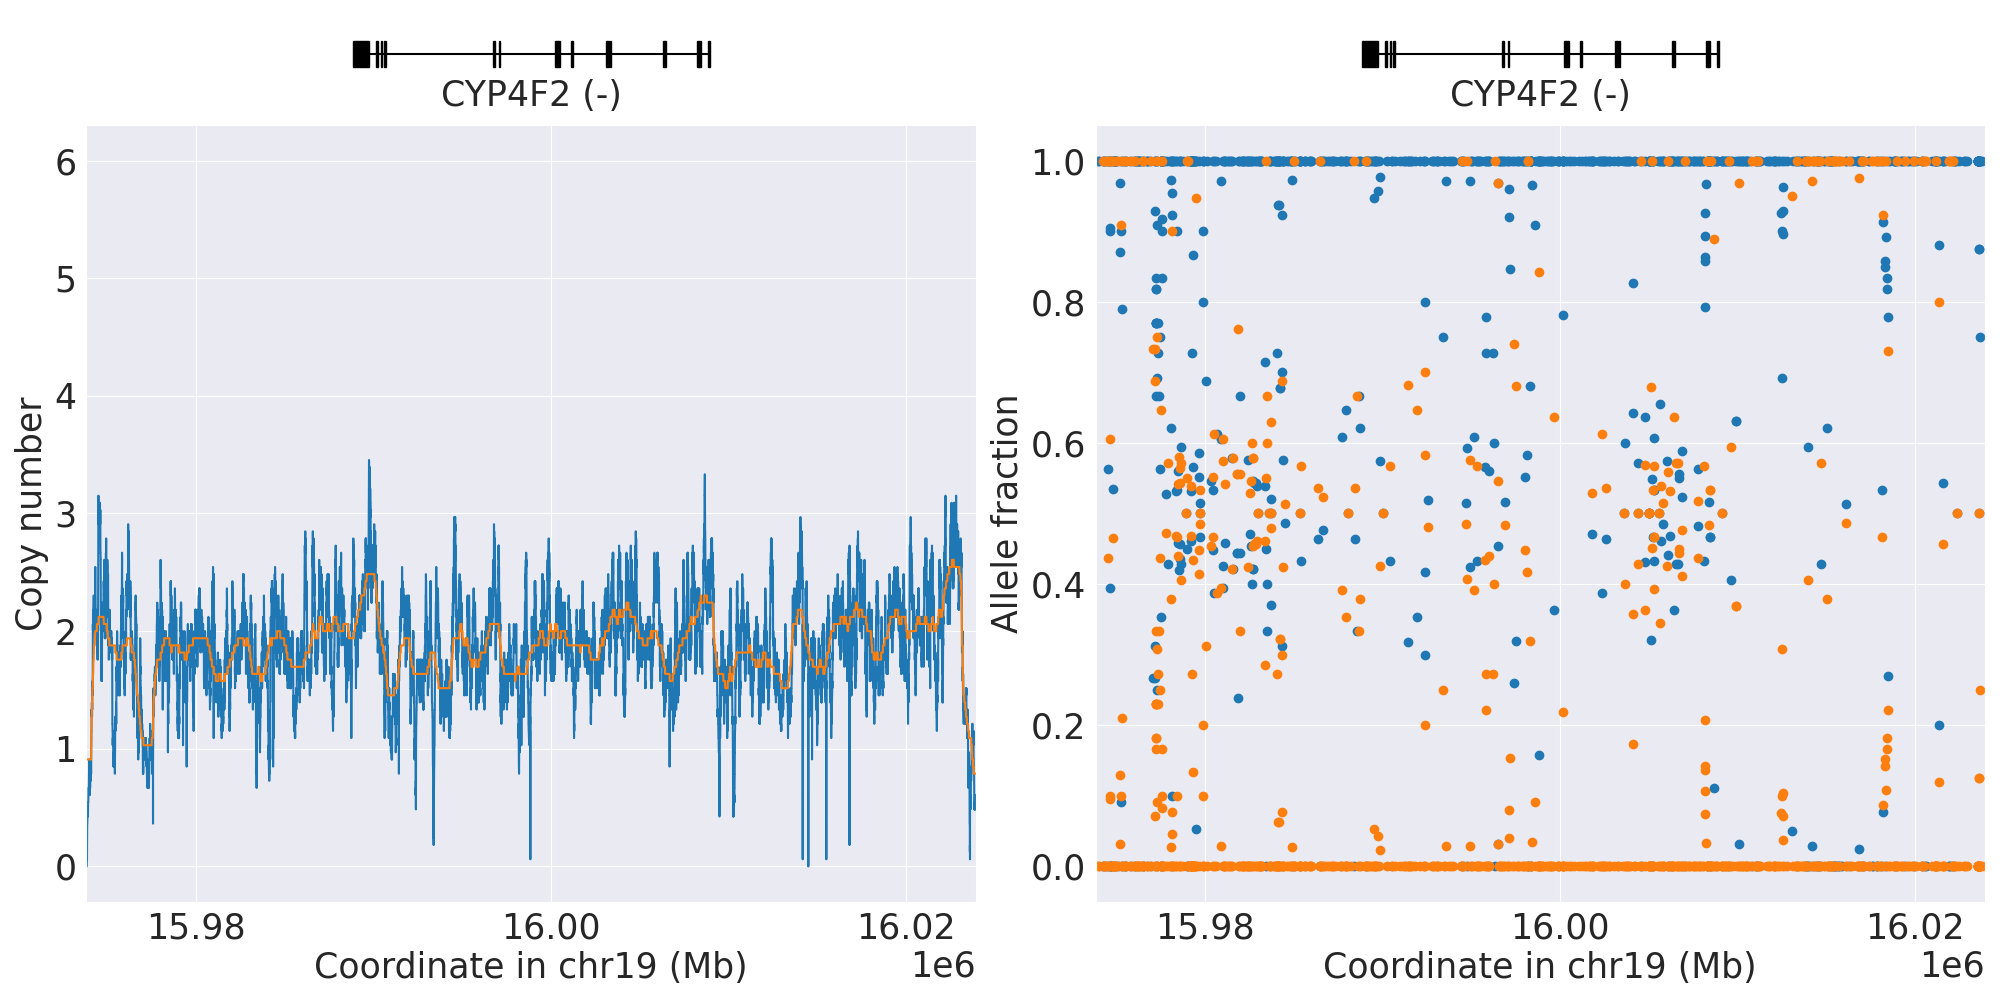 CYP4F2 (-)
6
5
4
3
2
1
0
Copy number
15.98
16.00
16.02
Coordinate in chr19 (Mb)
1e6
CYP4F2 (-)
1.0
0.8
0.6
0.4
0.2
0.0
Allele fraction
15.98
16.00
16.02
Coordinate in chr19 (Mb)
1e6